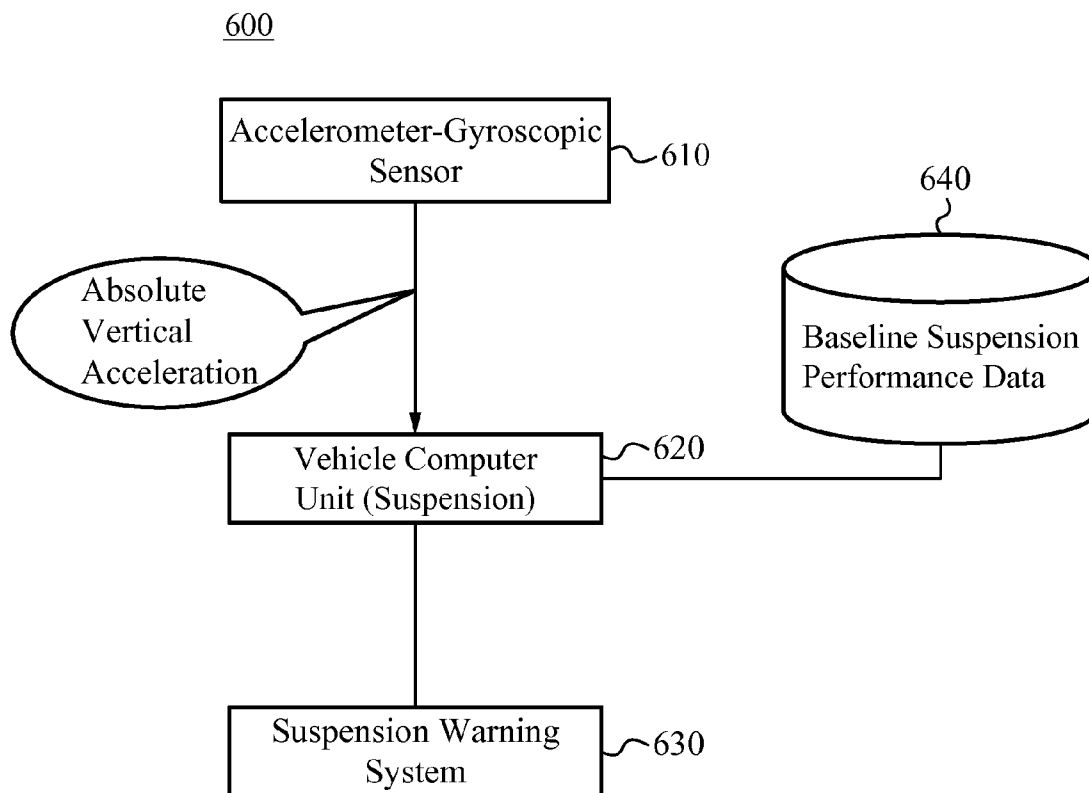 600
Accelerometer-Gyroscopic
Sensor
610
640
Absolute
Vertical
Acceleration
Baseline Suspension
Performance Data
Vehicle Computer
Unit (Suspension)
620
Suspension Warning
System
630